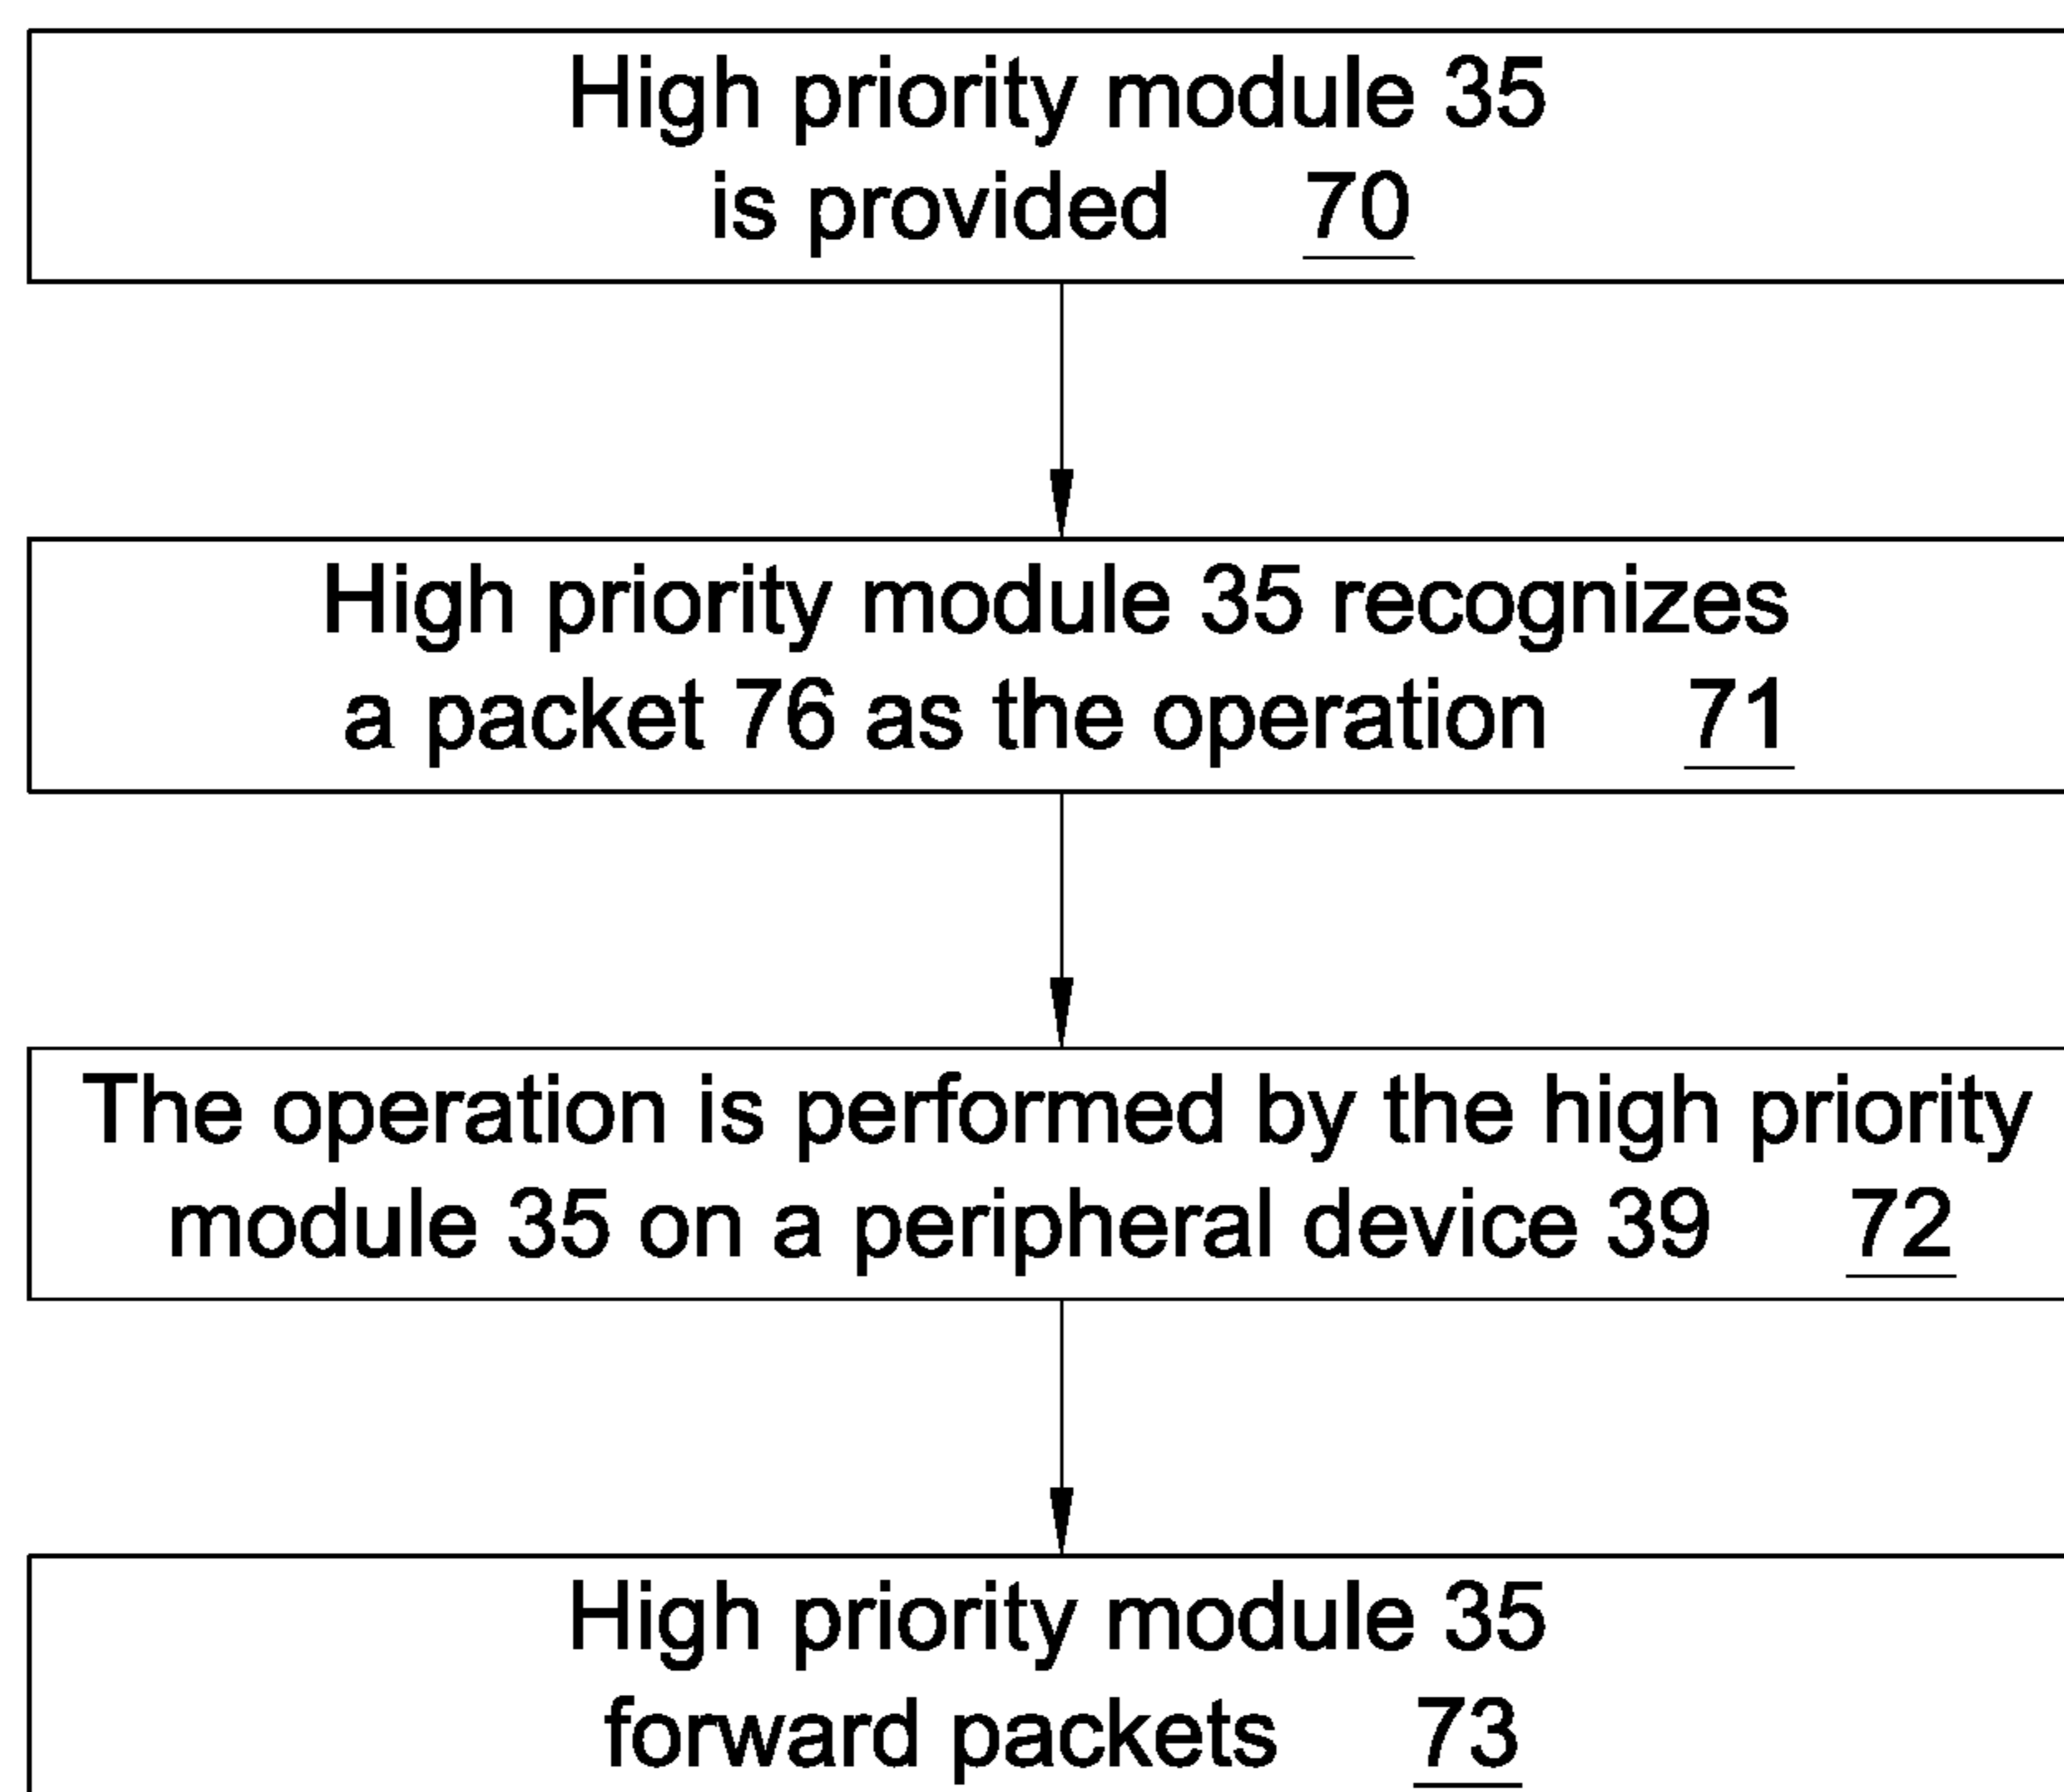 High priority module 35
is provided 70
High priority module 35 recognizes
a packet 76 as the operation 71
The operation is performed by the high priority
module 35 on a peripheral device 39 72
High priority module 35
forward packets 73